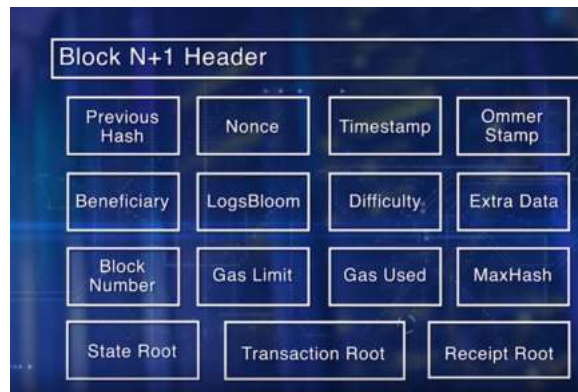 Block N+1 Header
Previous
Hash
Nonce
Timestamp
Ommer
Stamp
Beneficiary
LogsBloom
Difficulty
Extra Data
Block
Number
Gas Limit
Gas Used
MaxHash
State Root
Transaction Root
Receipt Root